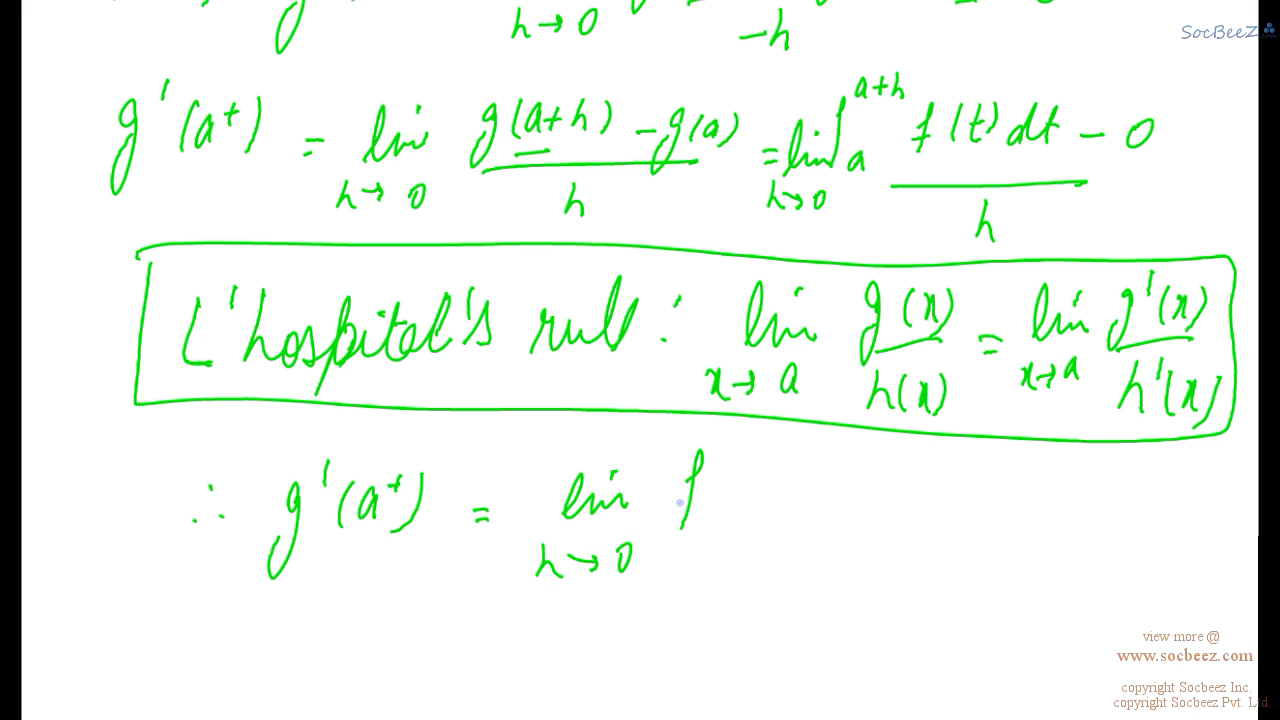 h→0 -h
SocBeeZ
g'(a+) = lim h→0 g(a+h) - g(a) / h = lim h→0 ∫ₐ^(a+h) f(t)dt - 0 / h
L'hospital's rule: lim x→a g(x)/h(x) = lim x→a g'(x)/h'(x)
∴ g'(a+) = lim h→0 f
view more @
www.socbeez.com
copyright Socbeez Inc.
copyright Socbeez Pvt. Ltd.